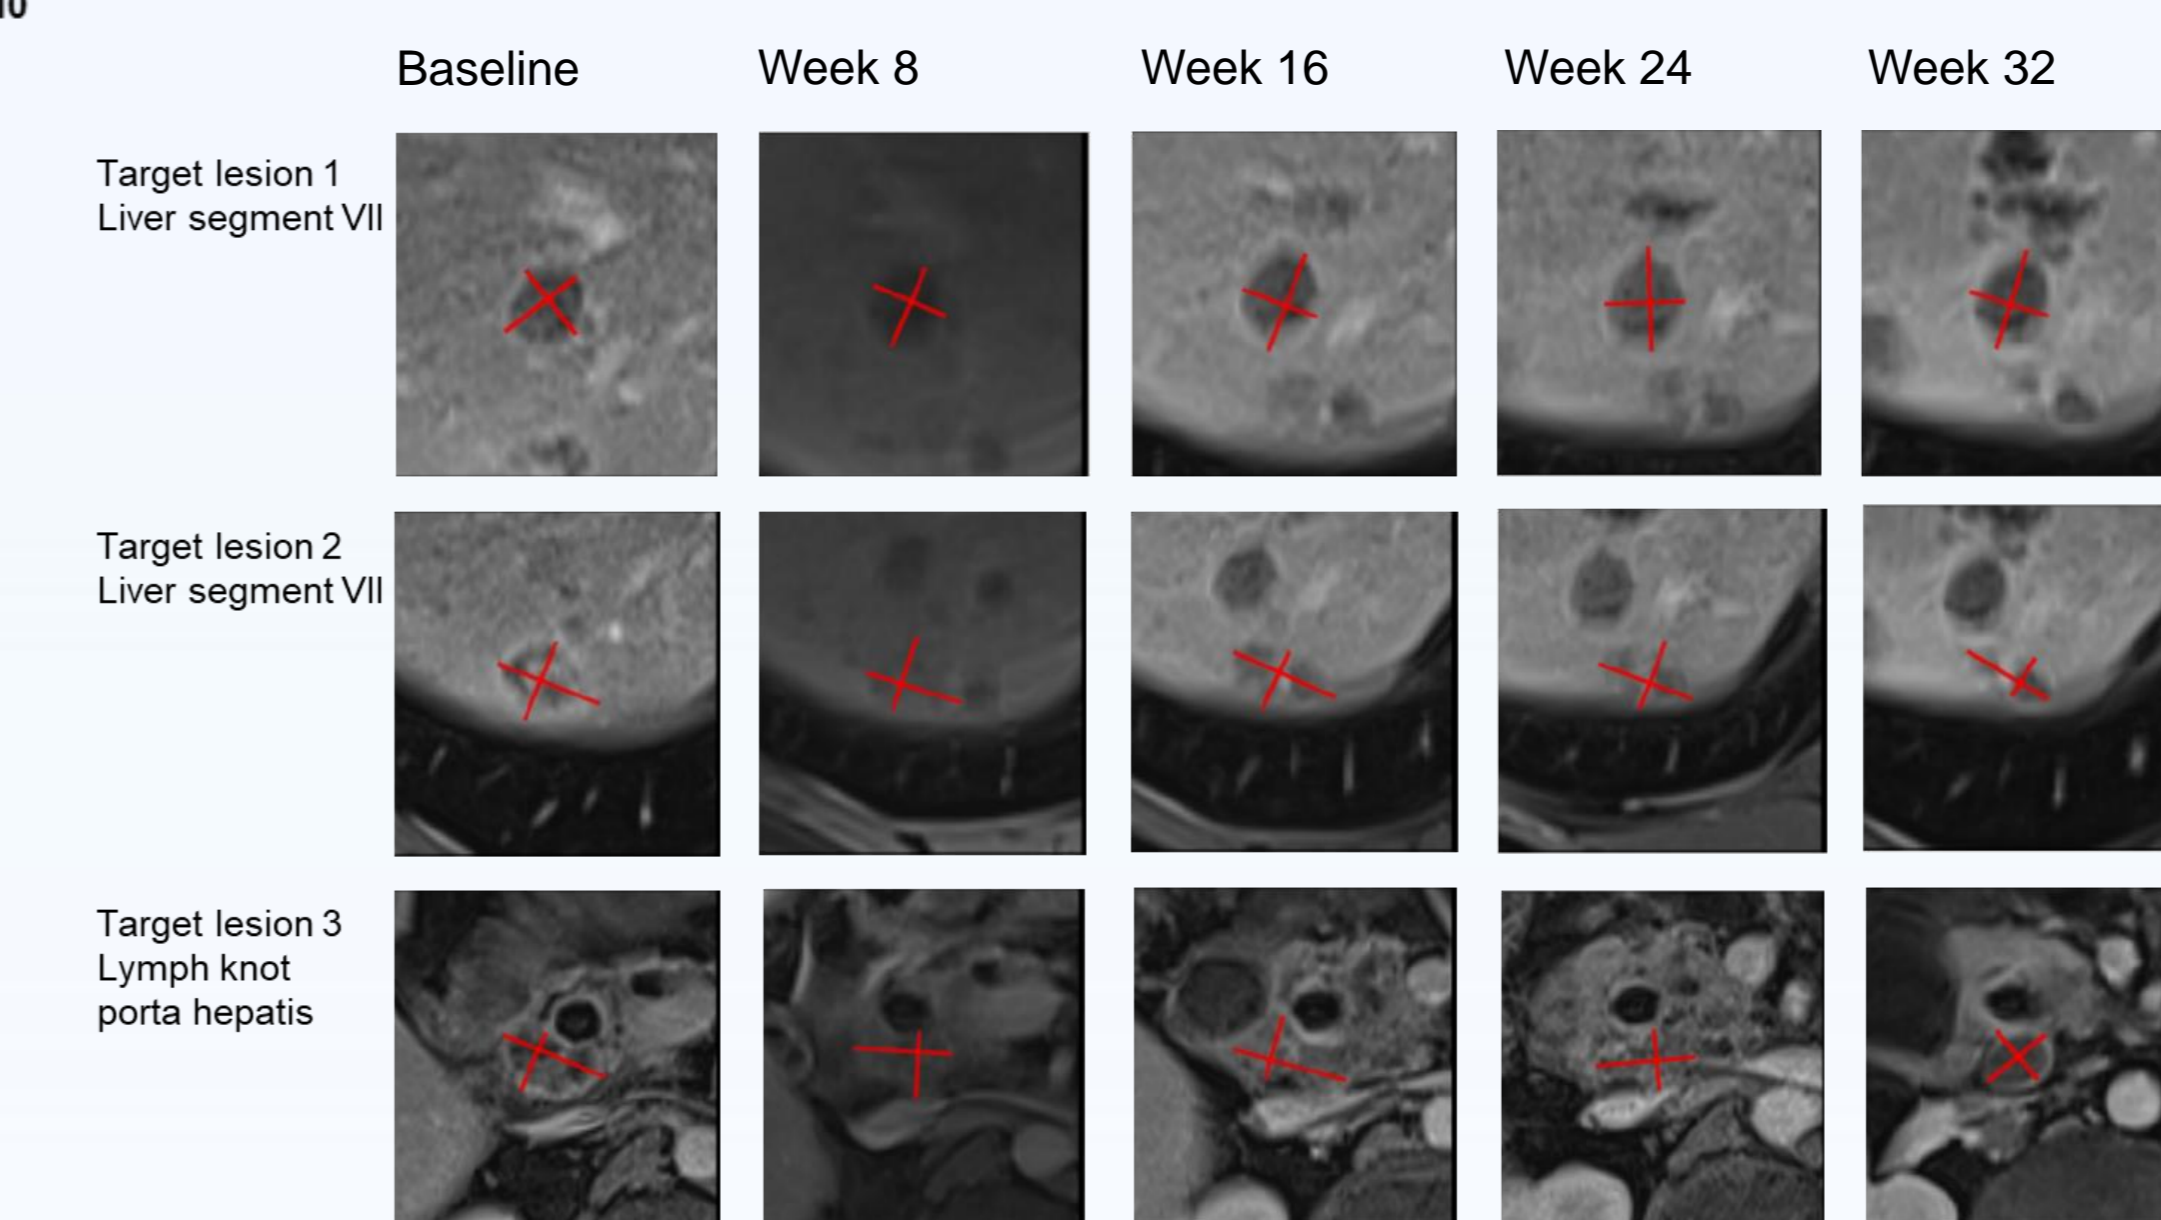 Baseline Week 8 Week 16 Week 24 Week 32
Target lesion 1
Liver segment VII
Target lesion 2
Liver segment VII
Target lesion 3
Lymph knot
porta hepatis